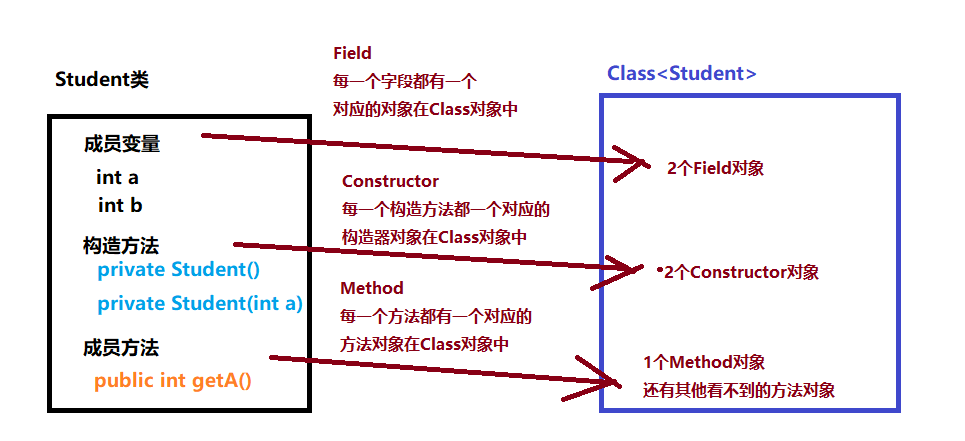 Student类
成员变量
int a
int b
构造方法
private Student()
private Student(int a)
成员方法
public int getA()
Field
每一个字段都有一个
对应的对象在Class对象中
Constructor
每一个构造方法都一个对应的
构造器对象在Class对象中
Method
每一个方法都有一个对应的
方法对象在Class对象中
Class<Student>
2个Field对象
2个Constructor对象
1个Method对象
还有其他看不到的方法对象